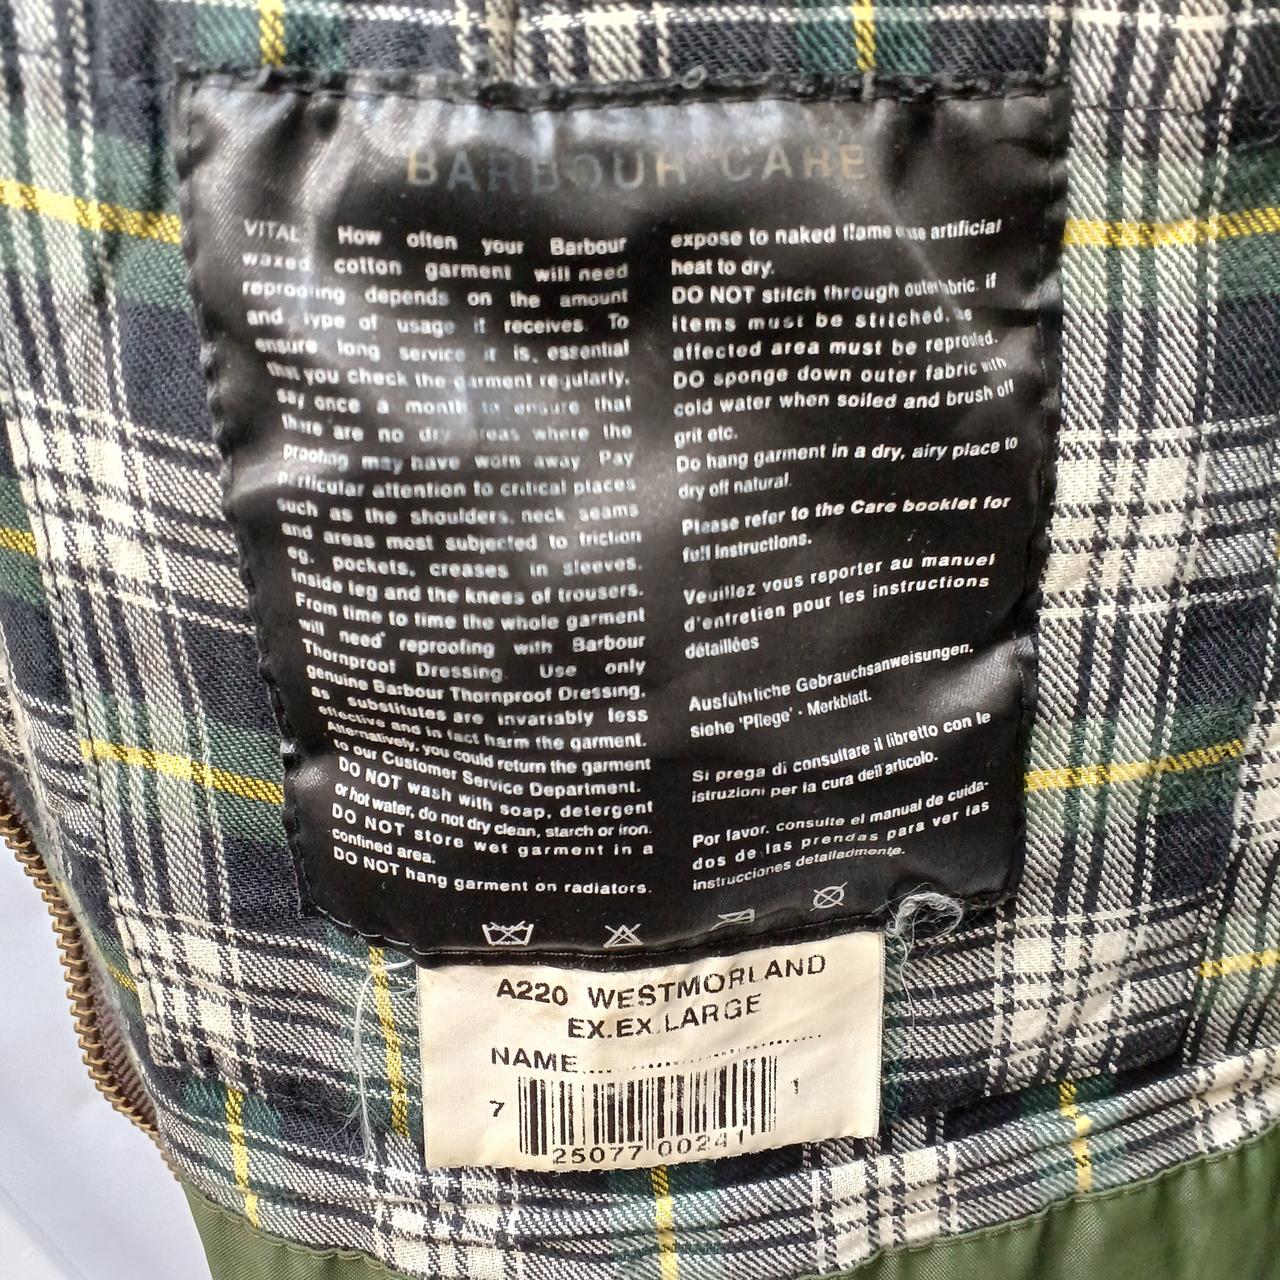 BARBOUR CARE
VITAL How often your Barbour
waxed cotton garment will need
reproofing depends on the amount
and type of usage it receives. To
ensure long service it is, essential
that you check the garment regularly,
say once a month to ensure that
there are no dry areas where the
proofing may have worn away. Pay
particular attention to critical places
such as the shoulders, neck seams
and areas most subjected to friction
eg, pockets, creases in sleeves,
inside leg and the knees of trousers.
From time to time the whole garment
will need reproofing with Barbour
Thornproof Dressing. Use only
genuine Barbour Thornproof Dressing,
as substitutes are invariably less
effective and in fact harm the garment.
Alternatively, you could return the garment
to our Customer Service Department.
DO NOT wash with soap, detergent
or hot water, do not dry clean, starch or iron.
DO NOT store wet garment in a
confined area.
DO NOT hang garment on radiators.
expose to naked flame use artificial
heat to dry.
DO NOT stitch through outer fabric. if
items must be stitched, the
affected area must be reproofed.
DO sponge down outer fabric with
cold water when soiled and brush off
grit etc.
Do hang garment in a dry, airy place to
dry off natural.
Please refer to the Care booklet for
full instructions.
Veuillez vous reporter au manuel
d'entretien pour les instructions
détaillées
Ausführliche Gebrauchsanweisungen,
siehe 'Pflege' - Merkblatt.
Si prega di consultare il libretto con le
istruzioni per la cura dell articolo.
Por favor, consulte el manual de cuida-
dos de las prendas para ver las
instrucciones detalladmente.
A220 WESTMORLAND
EX.EX.LARGE
NAME
7 25077 00241 1